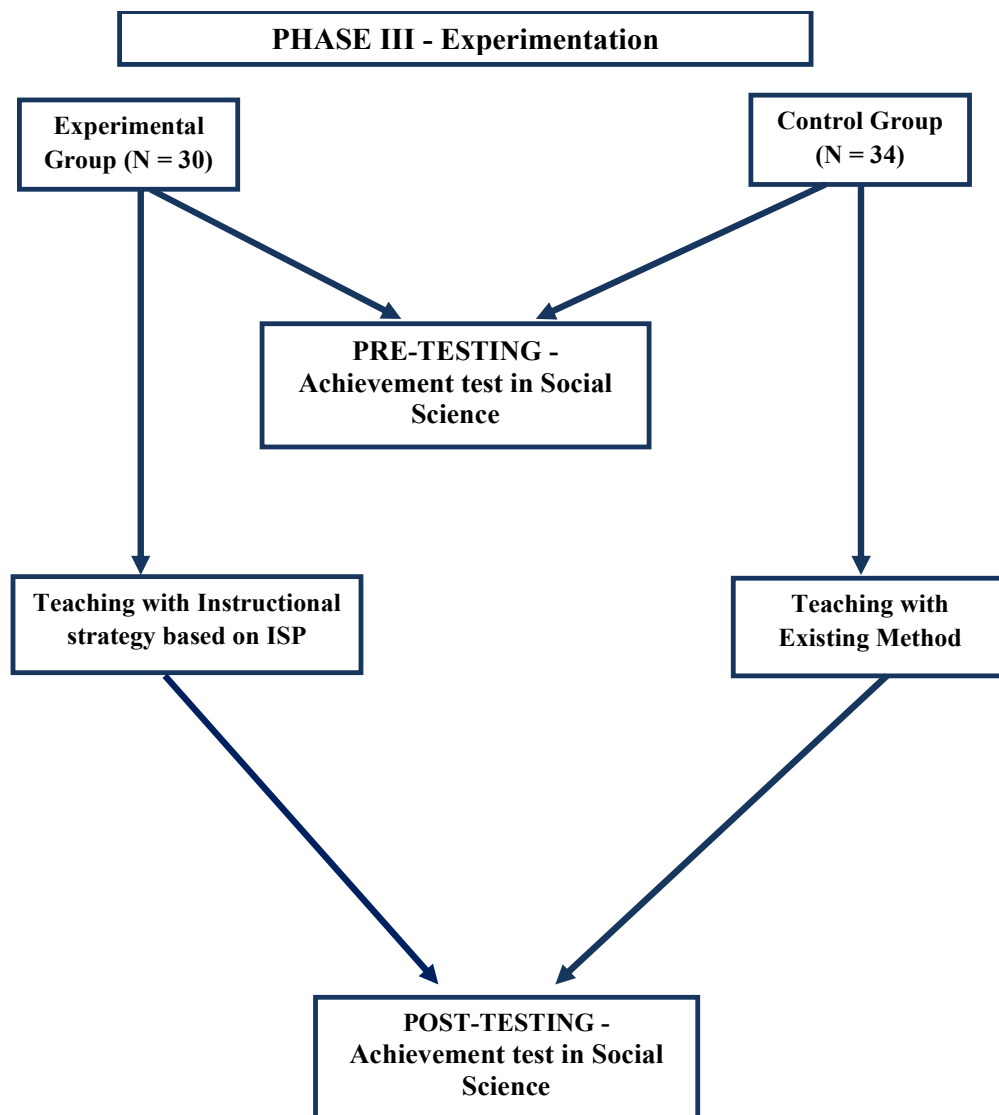 PHASE III - Experimentation
Experimental
Group (N = 30)
Control Group
(N = 34)
PRE-TESTING -
Achievement test in Social
Science
Teaching with Instructional
strategy based on ISP
Teaching with
Existing Method
POST-TESTING -
Achievement test in Social
Science